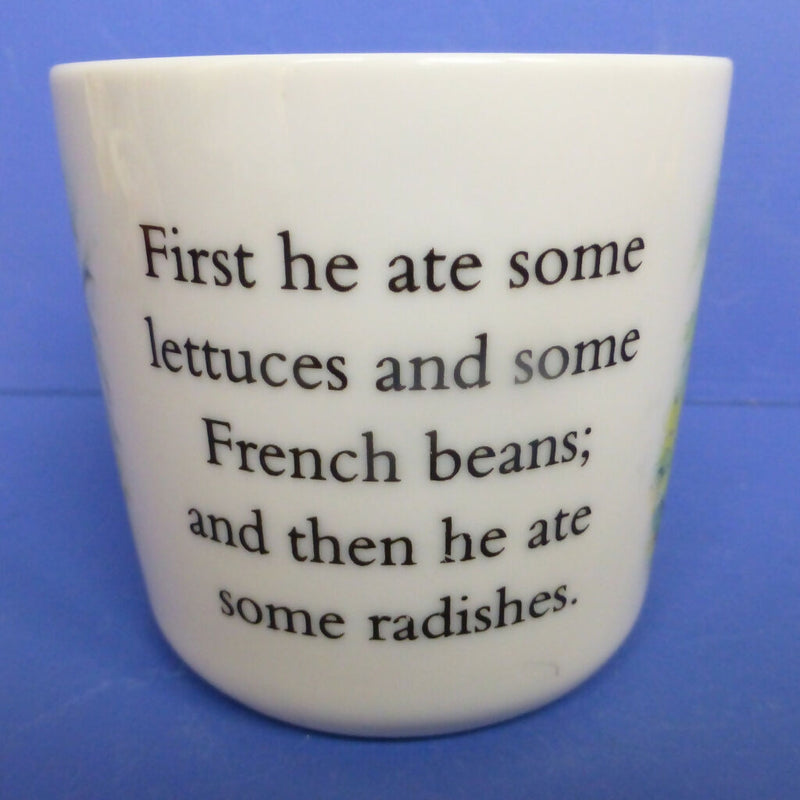 First he ate some
lettuces and some
French beans;
and then he ate
some radishes.